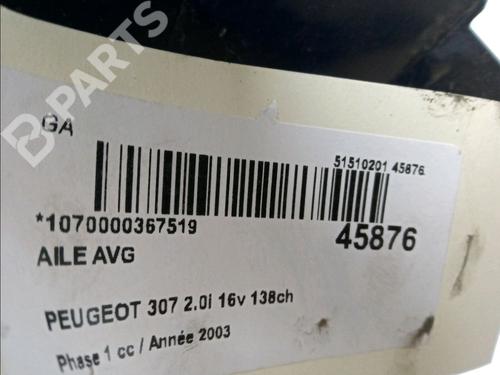 B-PARTS
GA
51510201 45876
*1070000367519
45876
AILE AVG
PEUGEOT 307 2.0i 16v 138ch
Phase 1 cc / Année 2003